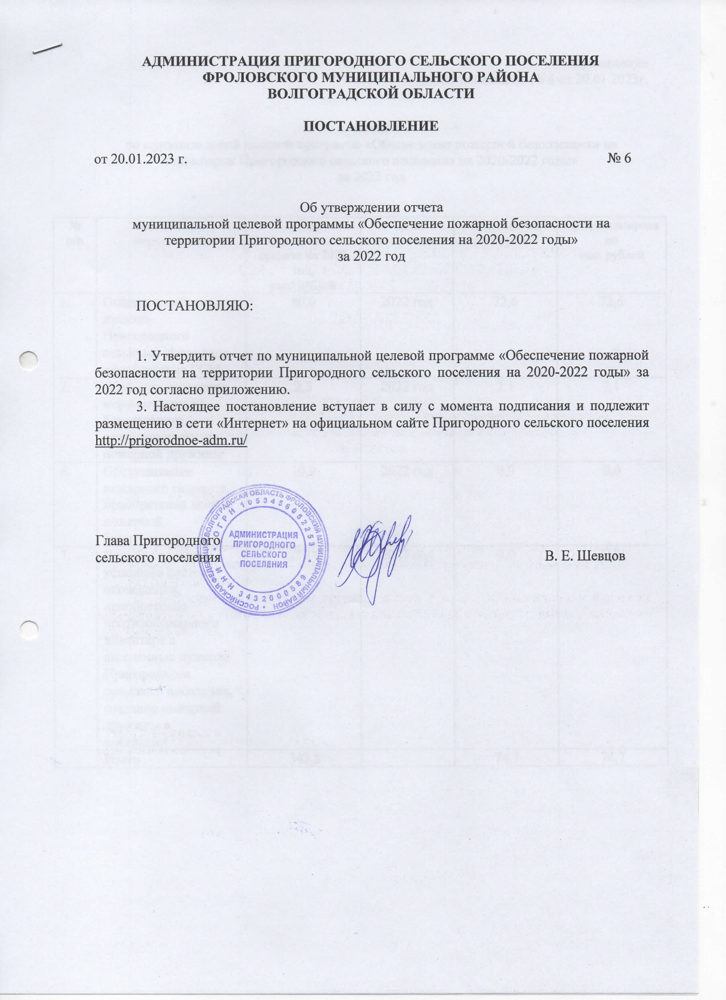 АДМИНИСТРАЦИЯ ПРИГОРОДНОГО СЕЛЬСКОГО ПОСЕЛЕНИЯ
ФРОЛОВСКОГО МУНИЦИПАЛЬНОГО РАЙОНА
ВОЛГОГРАДСКОЙ ОБЛАСТИ
ПОСТАНОВЛЕНИЕ
от 20.01.2023 г. № 6
Об утверждении отчета
муниципальной целевой программы «Обеспечение пожарной безопасности на
территории Пригородного сельского поселения на 2020-2022 годы»
за 2022 год
ПОСТАНОВЛЯЮ:
1. Утвердить отчет по муниципальной целевой программе «Обеспечение пожарной
безопасности на территории Пригородного сельского поселения на 2020-2022 годы» за
2022 год согласно приложению.
3. Настоящее постановление вступает в силу с момента подписания и подлежит
размещению в сети «Интернет» на официальном сайте Пригородного сельского поселения
http://prigorodnoe-adm.ru/
Глава Пригородного
сельского поселения В. Е. Шевцов
РОССИЙСКАЯ ФЕДЕРАЦИЯ ВОЛГОГРАДСКАЯ ОБЛАСТЬ ФРОЛОВСКИЙ МУНИЦИПАЛЬНЫЙ РАЙОН
ОГРН 1053456052253
ИНН 3432000589
АДМИНИСТРАЦИЯ
ПРИГОРОДНОГО
СЕЛЬСКОГО
ПОСЕЛЕНИЯ